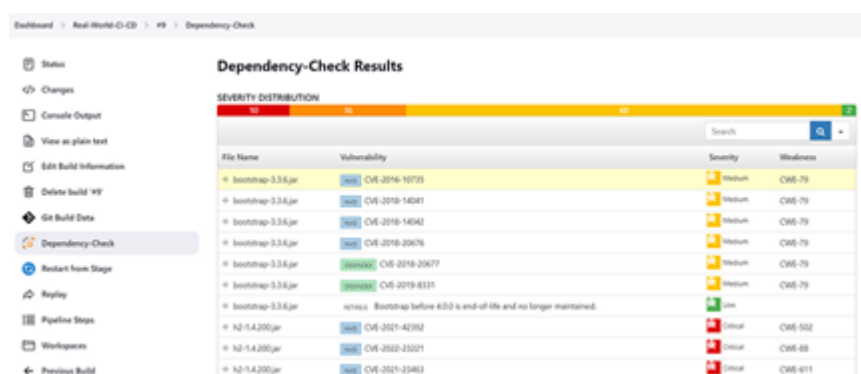 Dashboard > Real-World-CI-CD > #9 > Dependency-Check
Status
Changes
Console Output
View as plain text
Edit Build Information
Delete build '#9'
Git Build Data
Dependency-Check
Restart from Stage
Replay
Pipeline Steps
Workspaces
Previous Build
Dependency-Check Results
SEVERITY DISTRIBUTION
10 16 60 2
Search
File Name Vulnerability Severity Weakness
bootstrap-3.3.6.jar NVD CVE-2016-10735 Medium CWE-79
bootstrap-3.3.6.jar NVD CVE-2018-14041 Medium CWE-79
bootstrap-3.3.6.jar NVD CVE-2018-14042 Medium CWE-79
bootstrap-3.3.6.jar NVD CVE-2018-20676 Medium CWE-79
bootstrap-3.3.6.jar OSSINDEX CVE-2018-20677 Medium CWE-79
bootstrap-3.3.6.jar OSSINDEX CVE-2019-8331 Medium CWE-79
bootstrap-3.3.6.jar RETIREJS Bootstrap before 4.0.0 is end-of-life and no longer maintained. Low
h2-1.4.200.jar NVD CVE-2021-42392 Critical CWE-502
h2-1.4.200.jar NVD CVE-2022-23221 Critical CWE-88
h2-1.4.200.jar NVD CVE-2021-23463 Critical CWE-611